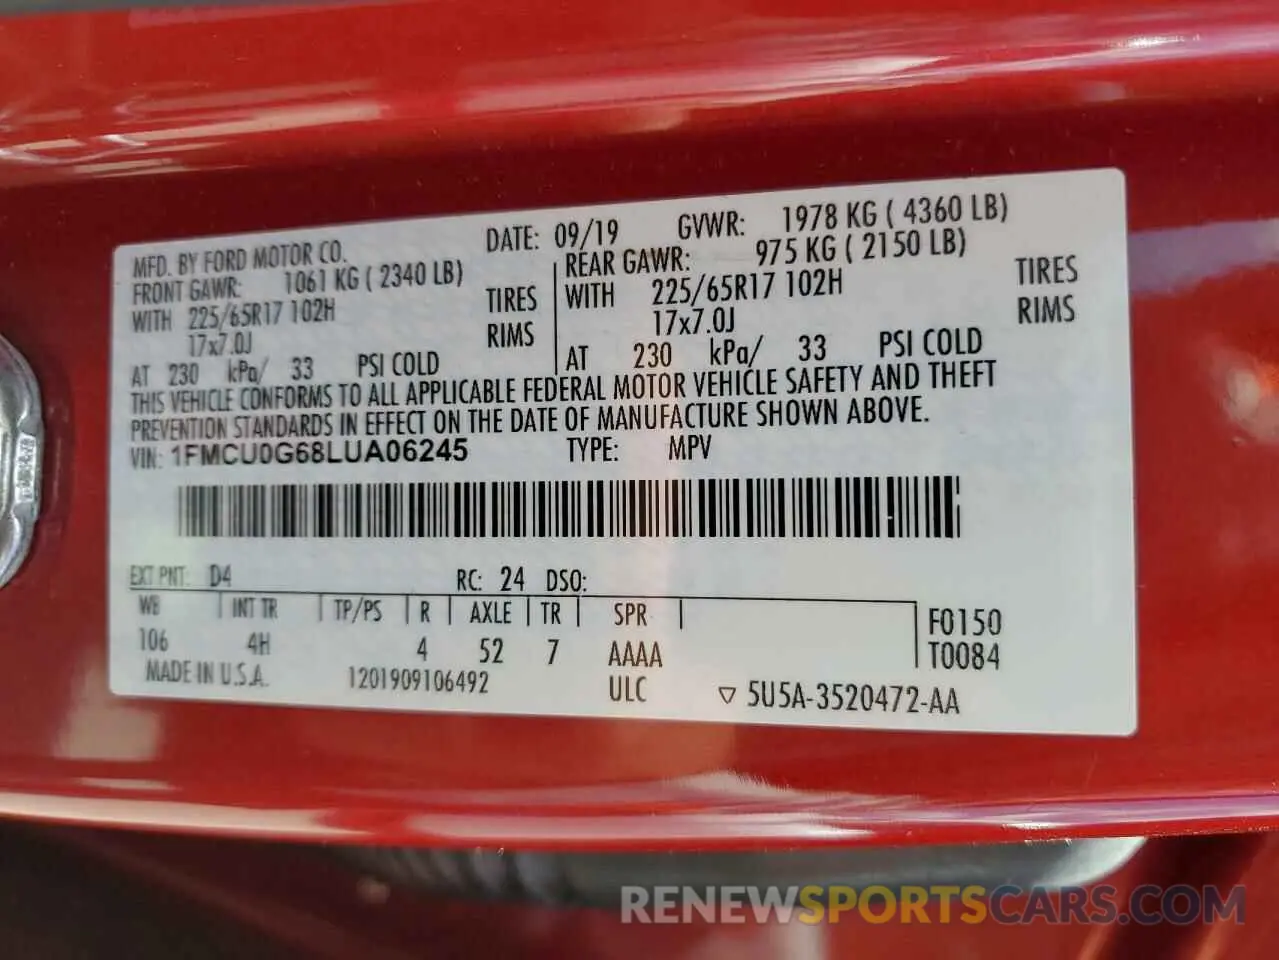 MFD. BY FORD MOTOR CO. DATE: 09/19 GVWR: 1978 KG ( 4360 LB)
FRONT GAWR: 1061 KG ( 2340 LB) REAR GAWR: 975 KG ( 2150 LB)
WITH 225/65R17 102H TIRES WITH 225/65R17 102H TIRES
17x7.0J RIMS 17x7.0J RIMS
AT 230 kPa/ 33 PSI COLD AT 230 kPa/ 33 PSI COLD
THIS VEHICLE CONFORMS TO ALL APPLICABLE FEDERAL MOTOR VEHICLE SAFETY AND THEFT
PREVENTION STANDARDS IN EFFECT ON THE DATE OF MANUFACTURE SHOWN ABOVE.
VIN: 1FMCU0G68LUA06245 TYPE: MPV
EXT PNT: D4 RC: 24 DSO:
WB INT TR TP/PS R AXLE TR SPR F0150
106 4H 4 52 7 AAAA T0084
MADE IN U.S.A. 1201909106492 ULC ▽ 5U5A-3520472-AA
RENEWSPORTSCARS.COM